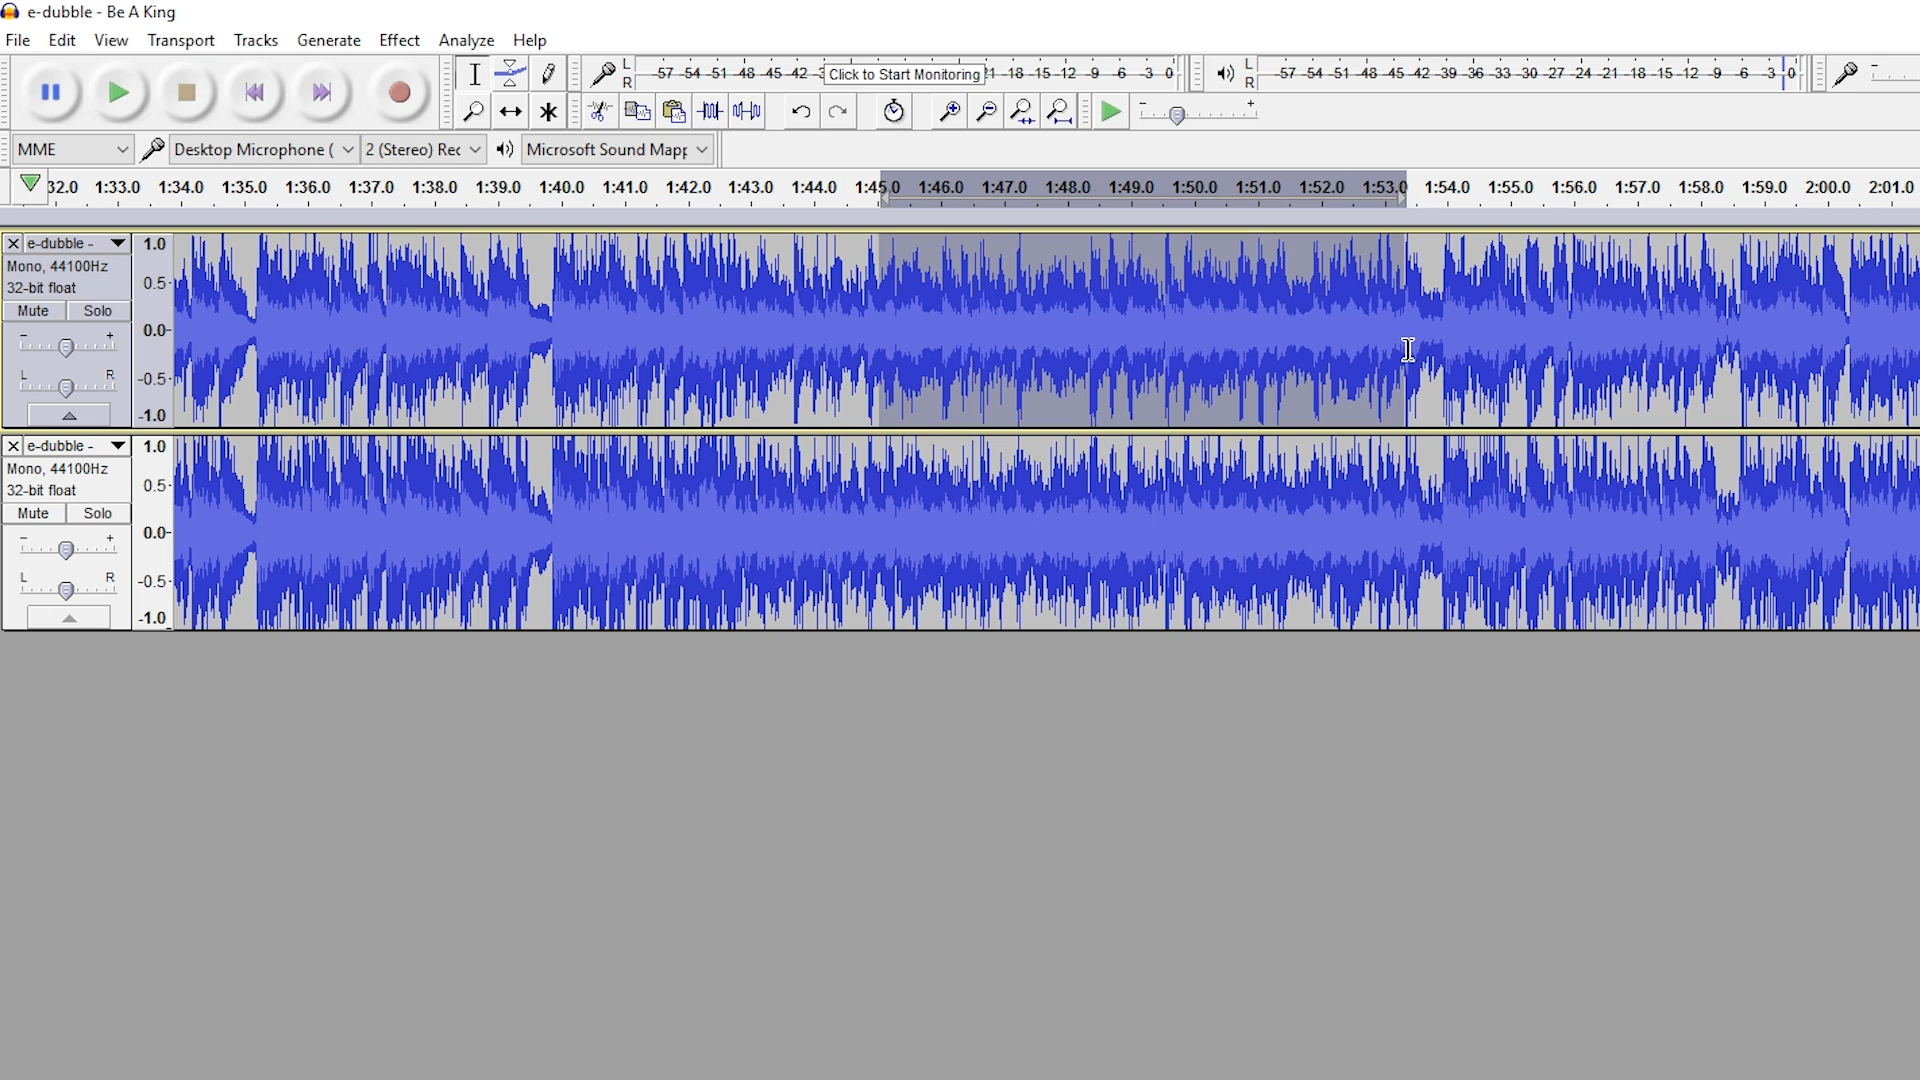 e-dubble - Be A King
File Edit View Transport Tracks Generate Effect Analyze Help
L -57 -54 -51 -48 -45 -42 Click to Start Monitoring -18 -15 -12 -9 -6 -3 0 L -57 -54 -51 -48 -45 -42 -39 -36 -33 -30 -27 -24 -21 -18 -15 -12 -9 -6 -3 0
R R
- +
MME Desktop Microphone ( 2 (Stereo) Rec Microsoft Sound Mapp
32.0 1:33.0 1:34.0 1:35.0 1:36.0 1:37.0 1:38.0 1:39.0 1:40.0 1:41.0 1:42.0 1:43.0 1:44.0 1:45.0 1:46.0 1:47.0 1:48.0 1:49.0 1:50.0 1:51.0 1:52.0 1:53.0 1:54.0 1:55.0 1:56.0 1:57.0 1:58.0 1:59.0 2:00.0 2:01.0
e-dubble - 1.0
Mono, 44100Hz
32-bit float 0.5
Mute Solo
- + 0.0
L R -0.5
-1.0
e-dubble - 1.0
Mono, 44100Hz
32-bit float 0.5
Mute Solo
- + 0.0
L R -0.5
-1.0